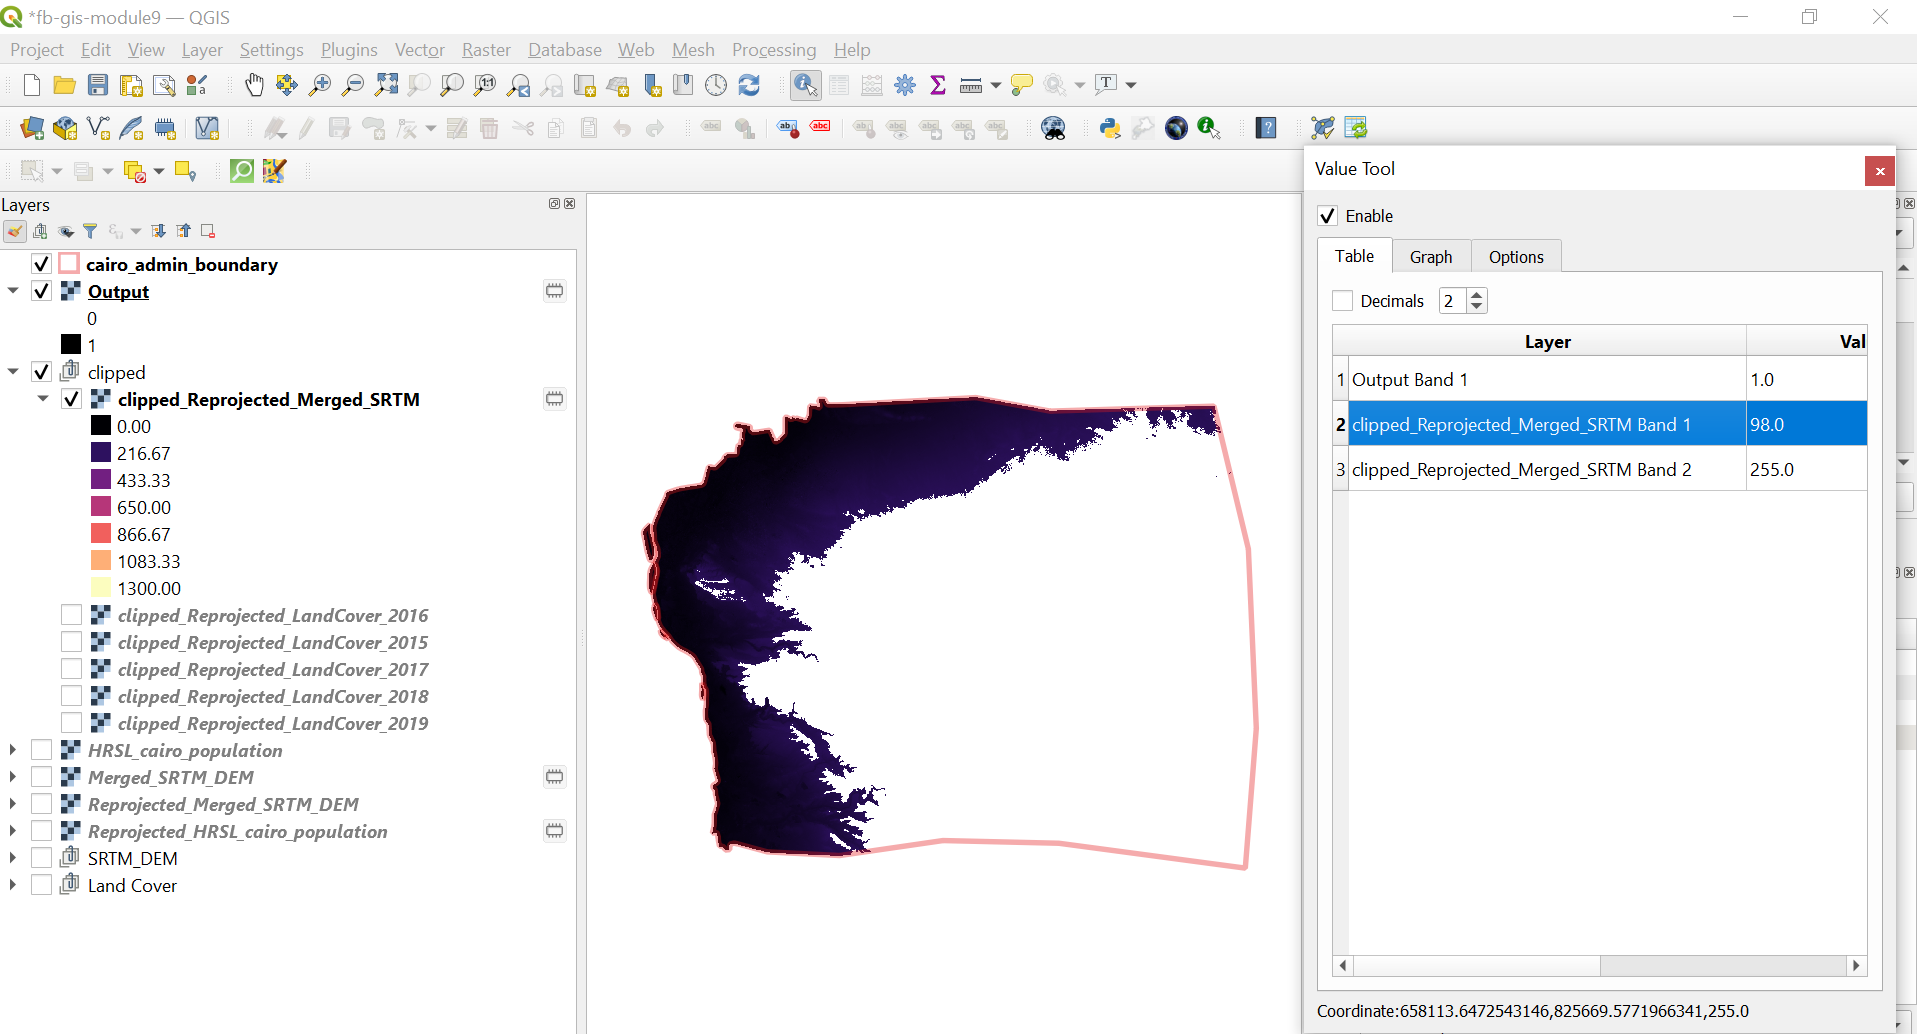 *fb-gis-module9 — QGIS
Project Edit View Layer Settings Plugins Vector Raster Database Web Mesh Processing Help
Layers
cairo_admin_boundary
Output
0
1
clipped
clipped_Reprojected_Merged_SRTM
0.00
216.67
433.33
650.00
866.67
1083.33
1300.00
clipped_Reprojected_LandCover_2016
clipped_Reprojected_LandCover_2015
clipped_Reprojected_LandCover_2017
clipped_Reprojected_LandCover_2018
clipped_Reprojected_LandCover_2019
HRSL_cairo_population
Merged_SRTM_DEM
Reprojected_Merged_SRTM_DEM
Reprojected_HRSL_cairo_population
SRTM_DEM
Land Cover
Value Tool
Enable
Table Graph Options
Decimals 2
Layer Val
1 Output Band 1 1.0
2 clipped_Reprojected_Merged_SRTM Band 1 98.0
3 clipped_Reprojected_Merged_SRTM Band 2 255.0
Coordinate:658113.6472543146,825669.5771966341,255.0